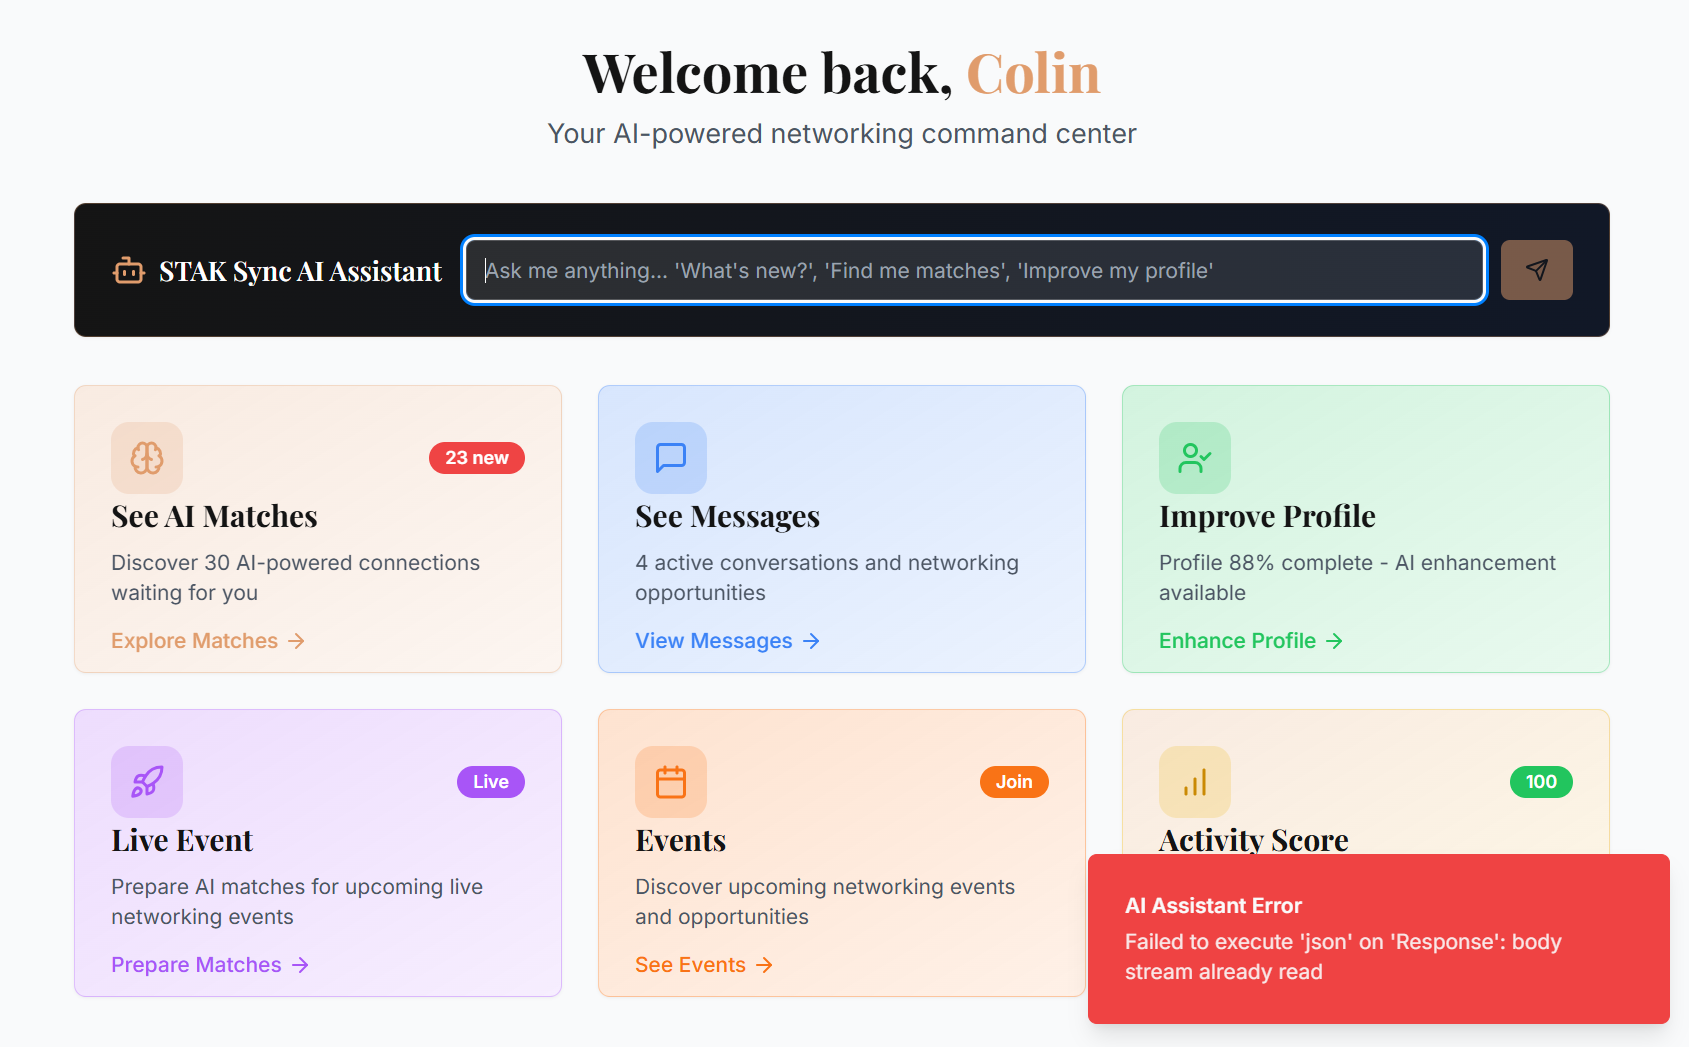 Welcome back, Colin
Your AI-powered networking command center
STAK Sync AI Assistant
Ask me anything... 'What's new?', 'Find me matches', 'Improve my profile'
23 new
See AI Matches
Discover 30 AI-powered connections
waiting for you
Explore Matches →
See Messages
4 active conversations and networking
opportunities
View Messages →
Improve Profile
Profile 88% complete - AI enhancement
available
Enhance Profile →
Live
Live Event
Prepare AI matches for upcoming live
networking events
Prepare Matches →
Join
Events
Discover upcoming networking events
and opportunities
See Events →
100
Activity Score
AI Assistant Error
Failed to execute 'json' on 'Response': body
stream already read